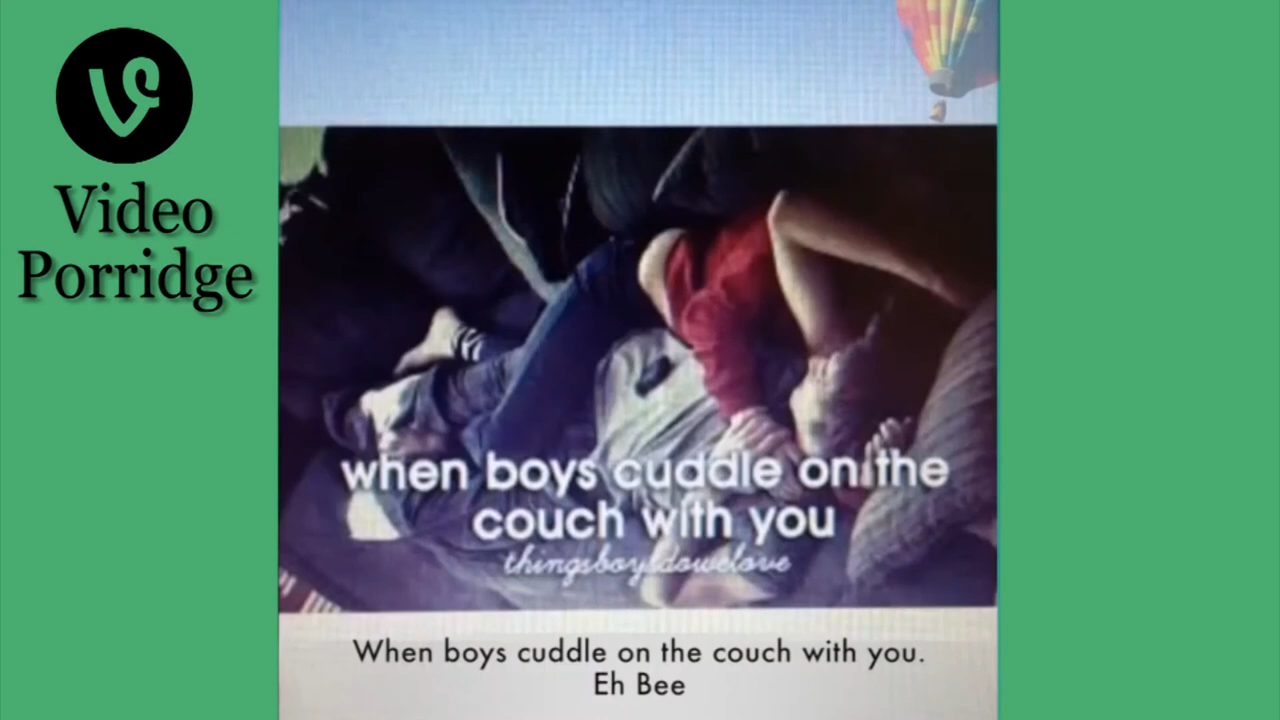 Video
Porridge
when boys cuddle on the
couch with you
thingsboysdowelove
When boys cuddle on the couch with you.
Eh Bee